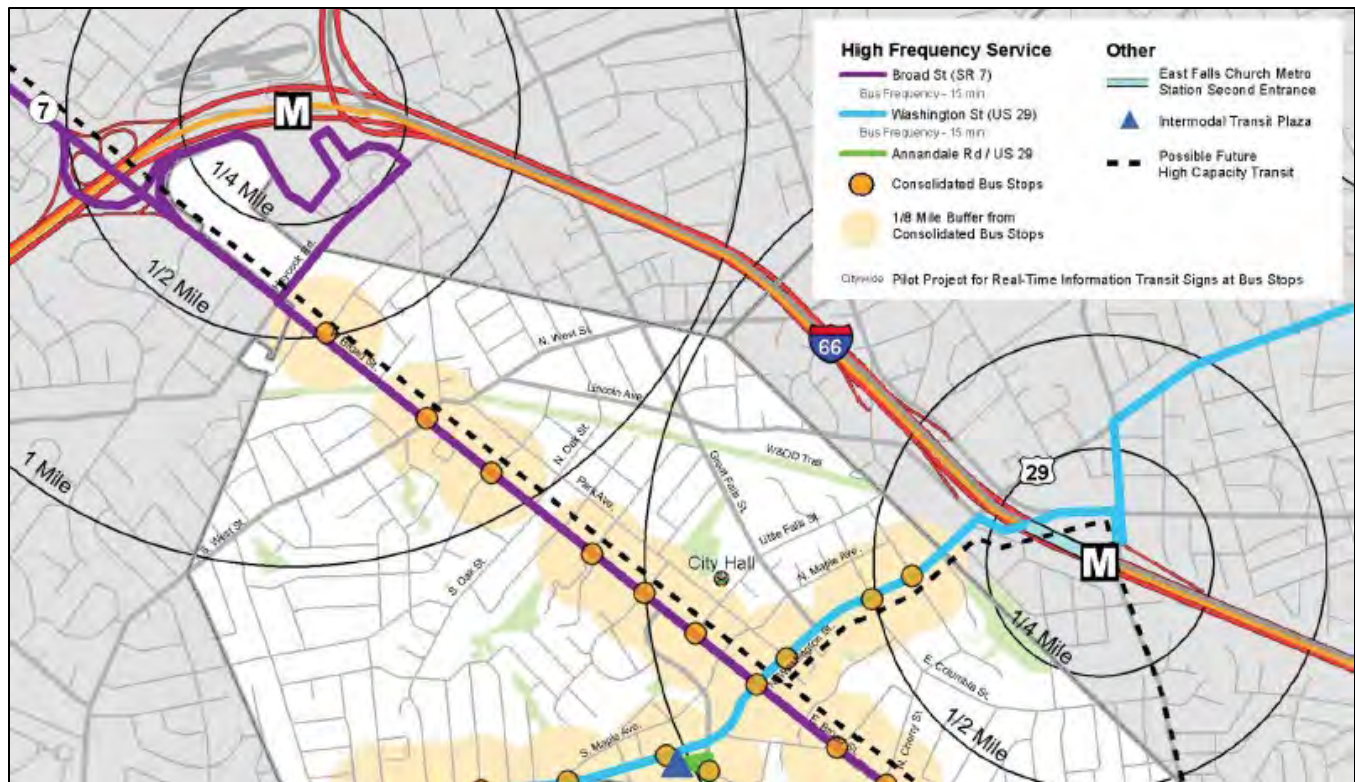 High Frequency Service
Broad St (SR 7)
Bus Frequency - 15 min
Washington St (US 29)
Bus Frequency - 15 min
Annandale Rd / US 29
Consolidated Bus Stops
1/8 Mile Buffer from
Consolidated Bus Stops
Other
East Falls Church Metro
Station Second Entrance
Intermodal Transit Plaza
Possible Future
High Capacity Transit
Citywide Pilot Project for Real-Time Information Transit Signs at Bus Stops
7
M
1/4 Mile
1/2 Mile
1 Mile
Haycock Rd.
N. West St.
66
Lincoln Ave.
W&OD Trail
29
N. Oak St.
Park Ave.
Great Falls St.
S. West St.
Little Falls St.
S. Oak St.
City Hall
N. Maple Ave.
M
1/4 Mile
E. Columbia St.
1/2 Mile
S. Maple Ave.
N. Cherry St.